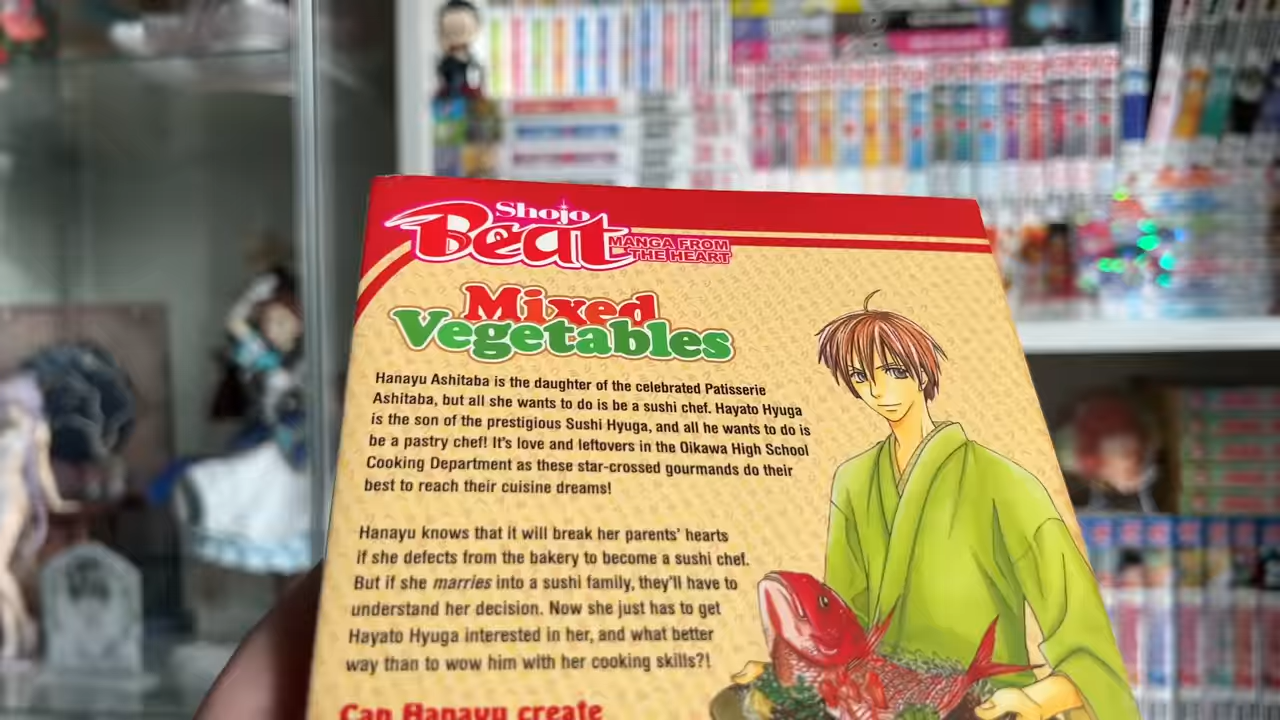 Shojo
Beat
MANGA FROM
THE HEART
Mixed
Vegetables
Hanayu Ashitaba is the daughter of the celebrated Patisserie
Ashitaba, but all she wants to do is be a sushi chef. Hayato Hyuga
is the son of the prestigious Sushi Hyuga, and all he wants to do is
be a pastry chef! It's love and leftovers in the Oikawa High School
Cooking Department as these star-crossed gourmands do their
best to reach their cuisine dreams!
Hanayu knows that it will break her parents' hearts
if she defects from the bakery to become a sushi chef.
But if she marries into a sushi family, they'll have to
understand her decision. Now she just has to get
Hayato Hyuga interested in her, and what better
way than to wow him with her cooking skills?!
Can Hanayu create